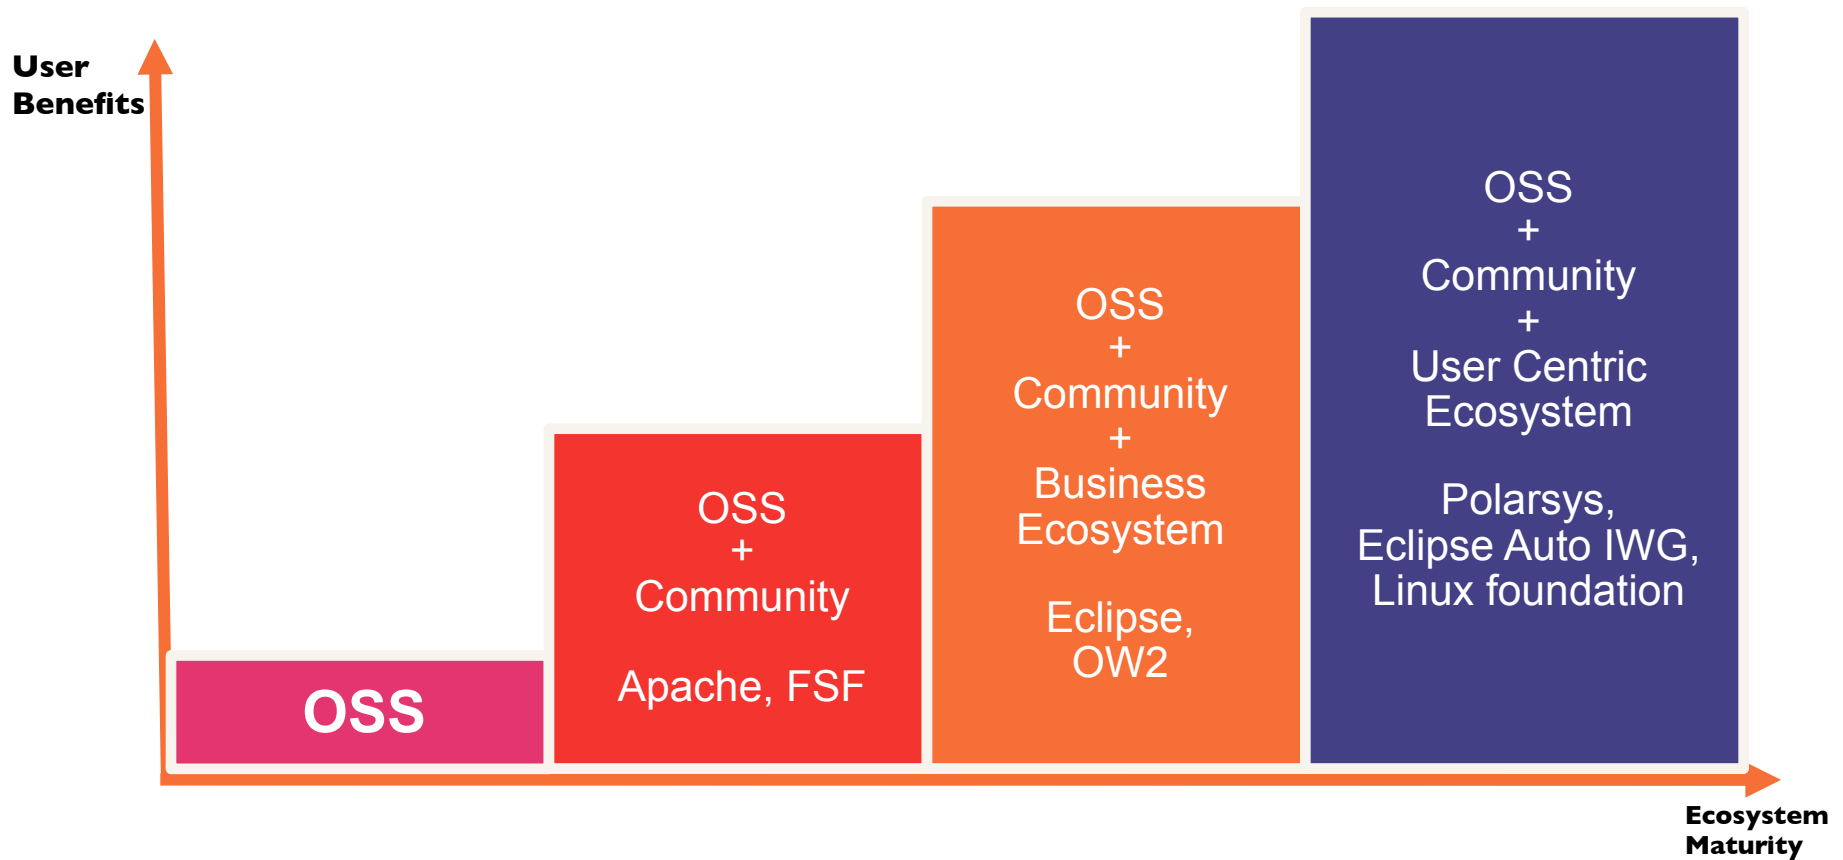 User
Benefits
OSS
OSS
+
Community
Apache, FSF
OSS
+
Community
+
Business
Ecosystem
Eclipse,
OW2
OSS
+
Community
+
User Centric
Ecosystem
Polarsys,
Eclipse Auto IWG,
Linux foundation
Ecosystem
Maturity